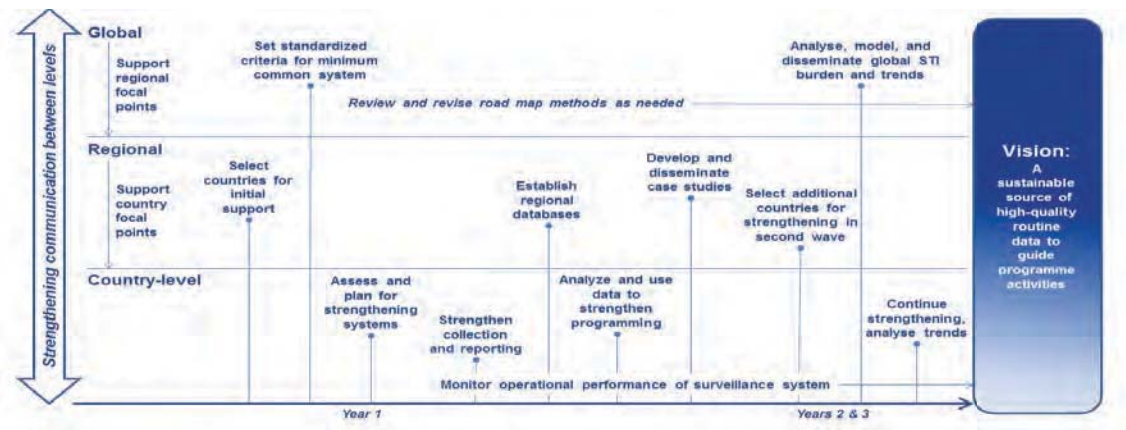 Strengthening communication between levels
Global
Support
regional
focal
points
Set standardized
criteria for minimum
common system
Analyse, model, and
disseminate global STI
burden and trends
Review and revise road map methods as needed
Regional
Support
country
focal
points
Select
countries for
initial
support
Establish
regional
databases
Develop and
disseminate
case studies
Select additional
countries for
strengthening in
second wave
Country-level
Assess and
plan for
strengthening
systems
Strengthen
collection
and reporting
Analyze and use
data to
strengthen
programming
Continue
strengthening,
analyse trends
Monitor operational performance of surveillance system
Year 1
Years 2 & 3
Vision:
A
sustainable
source of
high-quality
routine
data to
guide
programme
activities